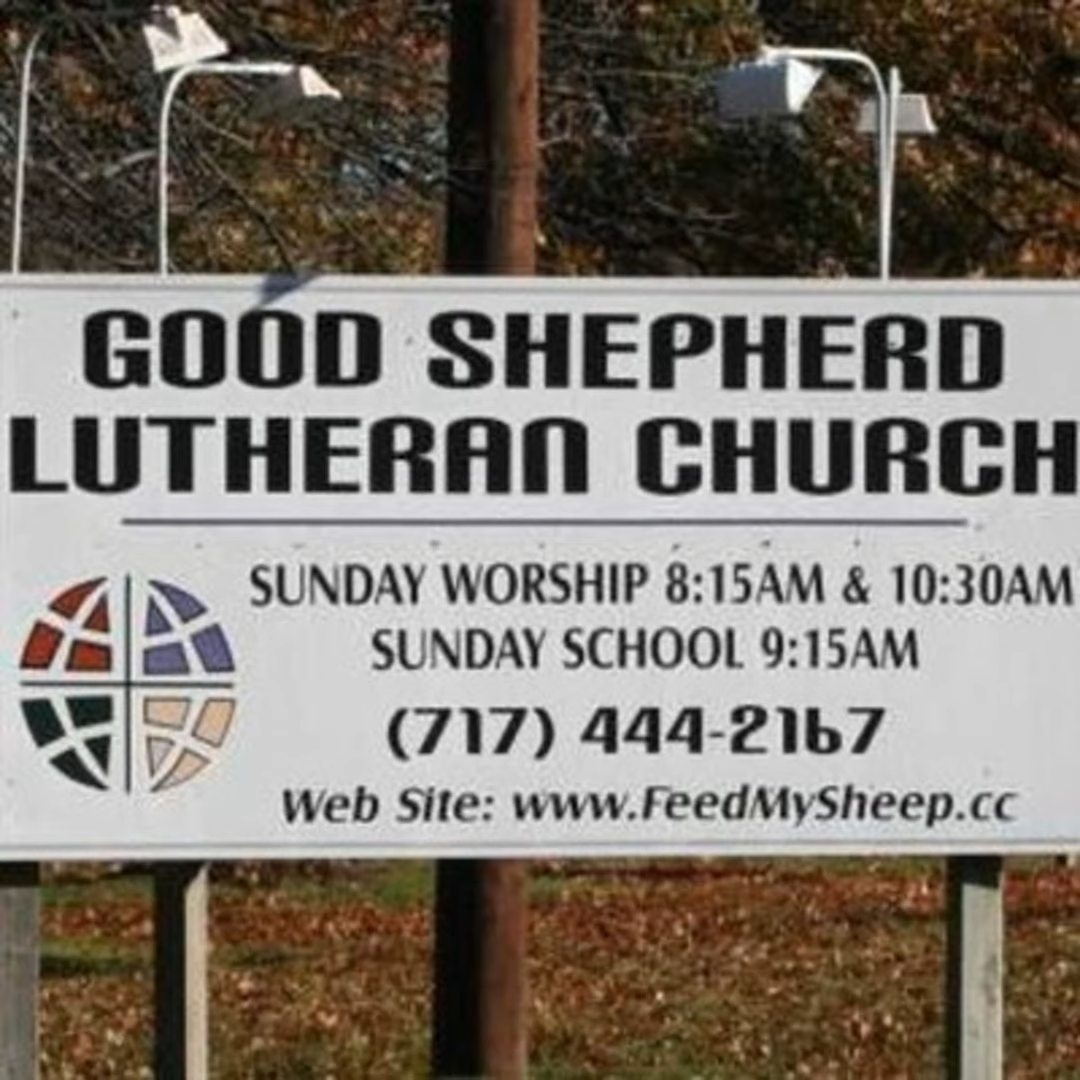 GOOD SHEPHERD
LUTHERAN CHURCH
SUNDAY WORSHIP 8:15AM & 10:30AM
SUNDAY SCHOOL 9:15AM
(717) 444-2167
Web Site: www.FeedMySheep.cc